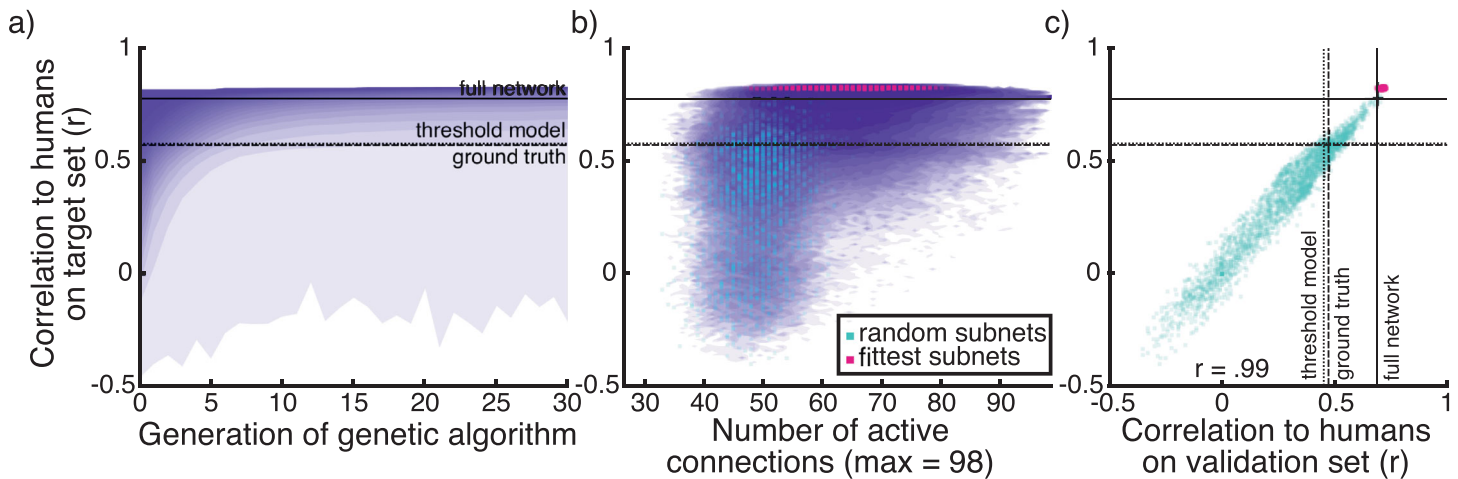 a)
Correlation to humans
on target set (r)
1
0.5
0
-0.5
full network
threshold model
ground truth
0
5
10
15
20
25
30
Generation of genetic algorithm
b)
1
0.5
0
-0.5
random subnets
fittest subnets
30
40
50
60
70
80
90
Number of active
connections (max = 98)
c)
1
0.5
0
-0.5
threshold model
ground truth
full network
r = .99
-0.5
0
0.5
1
Correlation to humans
on validation set (r)